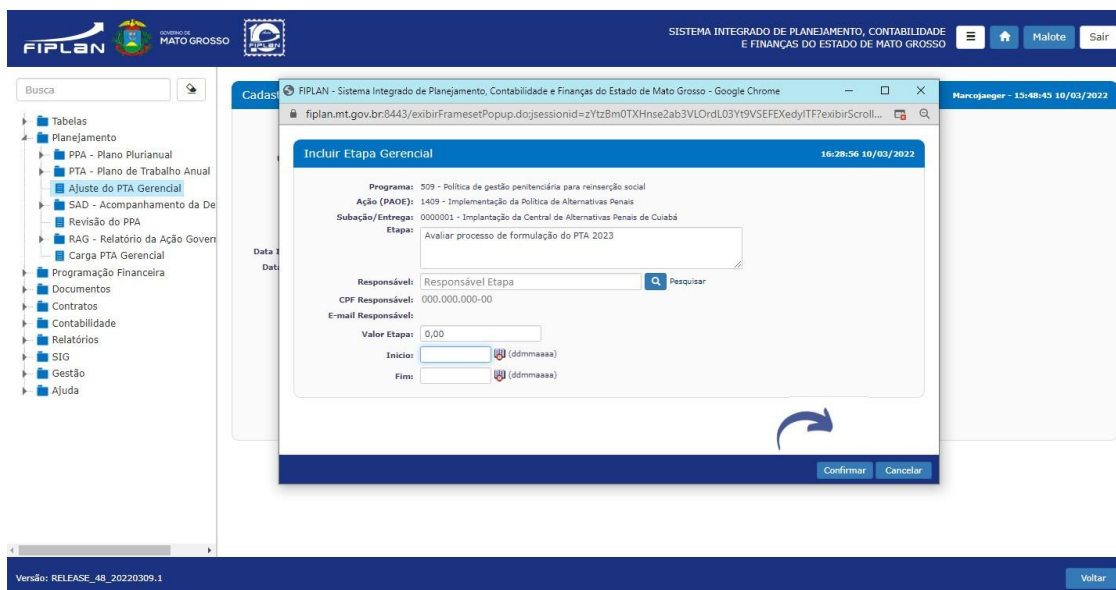 FIPLAN
GOVERNO DE
MATO GROSSO
FIPLAN
SISTEMA INTEGRADO DE PLANEJAMENTO, CONTABILIDADE
E FINANÇAS DO ESTADO DE MATO GROSSO
Malote
Sair
Busca
Tabelas
Planejamento
PPA - Plano Plurianual
PTA - Plano de Trabalho Anual
Ajuste do PTA Gerencial
SAD - Acompanhamento da De
Revisão do PPA
RAG - Relatório da Ação Govern
Carga PTA Gerencial
Programação Financeira
Documentos
Contratos
Contabilidade
Relatórios
SIG
Gestão
Ajuda
Cadast
Marcojaeger - 15:48:45 10/03/2022
Data I
Data
FIPLAN - Sistema Integrado de Planejamento, Contabilidade e Finanças do Estado de Mato Grosso - Google Chrome
fiplan.mt.gov.br:8443/exibirFramesetPopup.do;jsessionid=zYtzBm0TXHnse2ab3VLOrdL03Yt9VSEFEXedyITF?exibirScroll...
Incluir Etapa Gerencial
16:28:56 10/03/2022
Programa: 509 - Política de gestão penitenciária para reinserção social
Ação (PAOE): 1409 - Implementação da Política de Alternativas Penais
Subação/Entrega: 0000001 - Implantação da Central de Alternativas Penais de Cuiabá
Etapa: Avaliar processo de formulação do PTA 2023
Responsável: Responsável Etapa Pesquisar
CPF Responsável: 000.000.000-00
E-mail Responsável:
Valor Etapa: 0,00
Inicio: (ddmmaaaa)
Fim: (ddmmaaaa)
Confirmar
Cancelar
Versão: RELEASE_48_20220309.1
Voltar